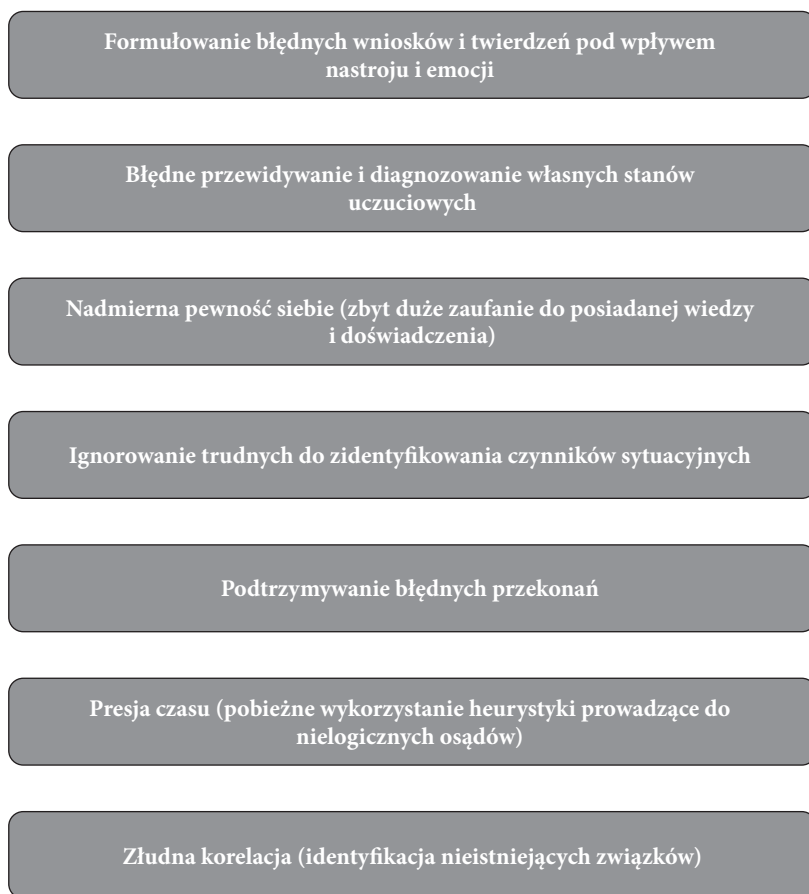 Formułowanie błędnych wniosków i twierdzeń pod wpływem
nastroju i emocji
Błędne przewidywanie i diagnozowanie własnych stanów
uczuciowych
Nadmierna pewność siebie (zbyt duże zaufanie do posiadanej wiedzy
i doświadczenia)
Ignorowanie trudnych do zidentyfikowania czynników sytuacyjnych
Podtrzymywanie błędnych przekonań
Presja czasu (pobieżne wykorzystanie heurystyki prowadzące do
nielogicznych osądów)
Złudna korelacja (identyfikacja nieistniejących związków)